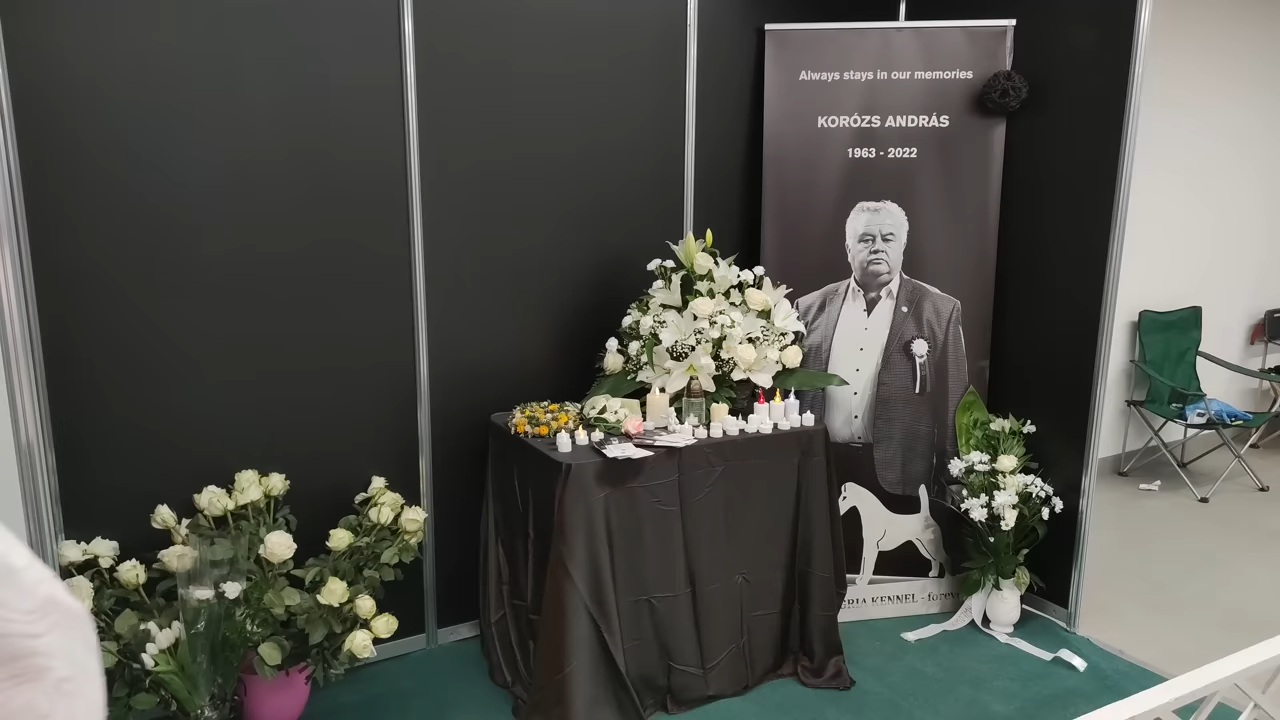 Always stays in our memories
KORÓZS ANDRÁS
1963 - 2022
KENNEL - forev